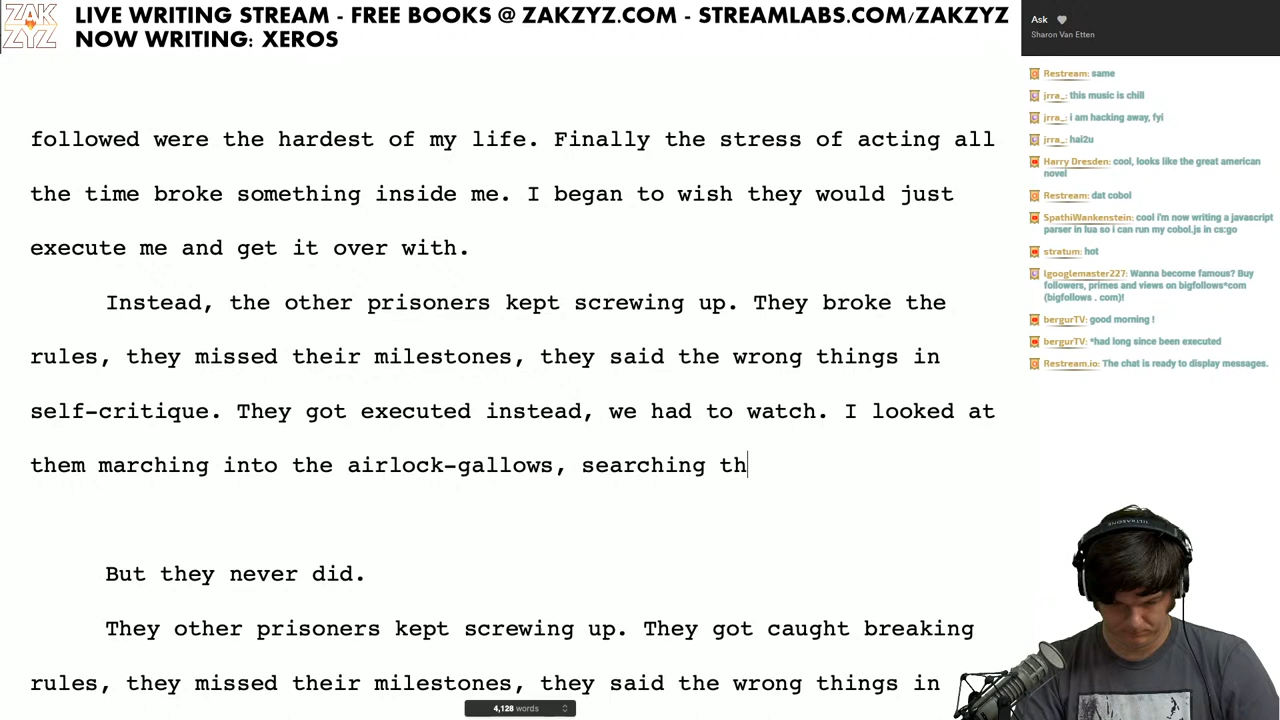 ZAK
ZYZ
LIVE WRITING STREAM - FREE BOOKS @ ZAKZYZ.COM - STREAMLABS.COM/ZAKZYZ
NOW WRITING: XEROS
followed were the hardest of my life. Finally the stress of acting all
the time broke something inside me. I began to wish they would just
execute me and get it over with.
Instead, the other prisoners kept screwing up. They broke the
rules, they missed their milestones, they said the wrong things in
self-critique. They got executed instead, we had to watch. I looked at
them marching into the airlock-gallows, searching th
But they never did.
They other prisoners kept screwing up. They got caught breaking
rules, they missed their milestones, they said the wrong things in
4,128 words
Ask
Sharon Van Etten
Restream: same
jrra_: this music is chill
jrra_: i am hacking away, fyi
jrra_: hai2u
Harry Dresden: cool, looks like the great american
novel
Restream: dat cobol
SpathiWankenstein: cool i'm now writing a javascript
parser in lua so i can run my cobol.js in cs:go
stratum: hot
lgooglemaster227: Wanna become famous? Buy
followers, primes and views on bigfollows*com
(bigfollows . com)!
bergurTV: good morning !
bergurTV: *had long since been executed
Restream.io: The chat is ready to display messages.
ULTRASONE